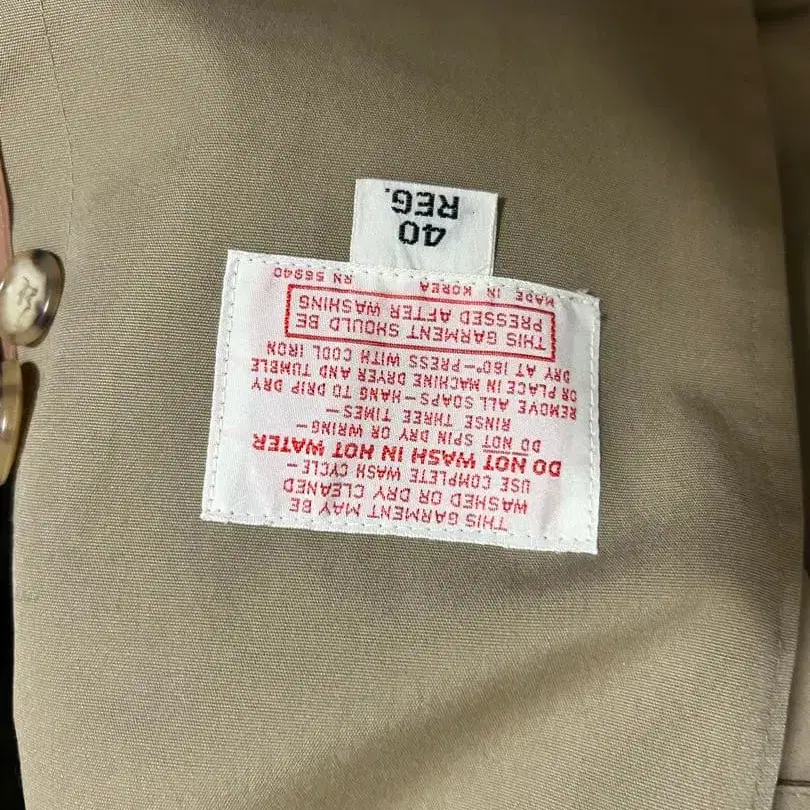 THIS GARMENT MAY BE
WASHED OR DRY CLEANED
USE COMPLETE WASH CYCLE—
DO NOT WASH IN HOT WATER
DO NOT SPIN DRY OR WRING—
RINSE THREE TIMES—
REMOVE ALL SOAPS—HANG TO DRIP DRY
OR PLACE IN MACHINE DRYER AND TUMBLE
DRY AT 160°—PRESS WITH COOL IRON
THIS GARMENT SHOULD BE
PRESSED AFTER WASHING
MADE IN KOREA RN 56940
40
REG.